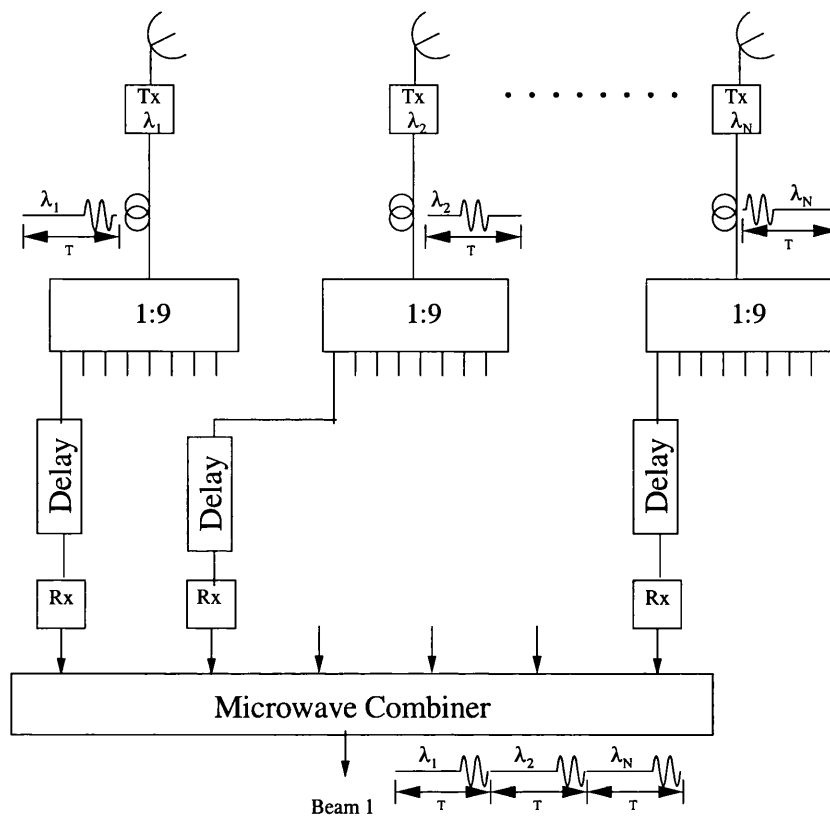 Tx Tx Tx
λ₁ λ₂ λN
λ₁ λ₂ λN
T T T
1:9 1:9 1:9
Delay Delay Delay
Rx Rx Rx
Microwave Combiner
λ₁ λ₂ λN
T T T
Beam 1